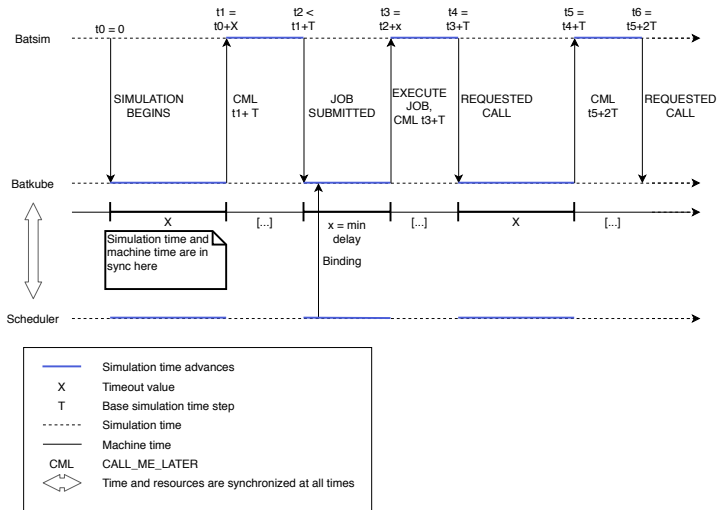 t0 = 0
t1 =
t0+X
t2 <
t1+T
t3 =
t2+x
t4 =
t3+T
t5 =
t4+T
t6 =
t5+2T
Batsim
SIMULATION
BEGINS
CML
t1+ T
JOB
SUBMITTED
EXECUTE
JOB,
CML t3+T
REQUESTED
CALL
CML
t5+2T
REQUESTED
CALL
Batkube
X
[...]
x = min
delay
[...]
X
[...]
Simulation time and
machine time are in
sync here
Binding
Scheduler
Simulation time advances
X Timeout value
T Base simulation time step
Simulation time
Machine time
CML CALL_ME_LATER
Time and resources are synchronized at all times